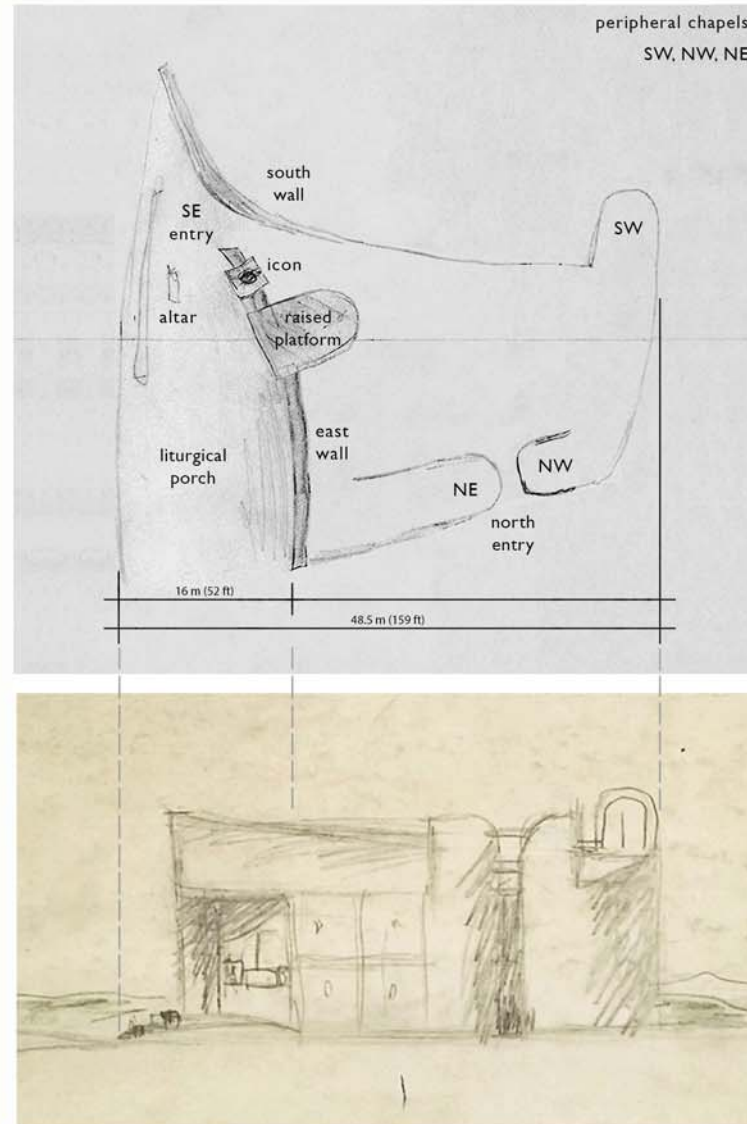 peripheral chapels
SW, NW, NE
south
wall
SW
SE
entry
icon
altar
raised
platform
east
wall
liturgical
porch
NE
NW
north
entry
16 m (52 ft)
48.5 m (159 ft)